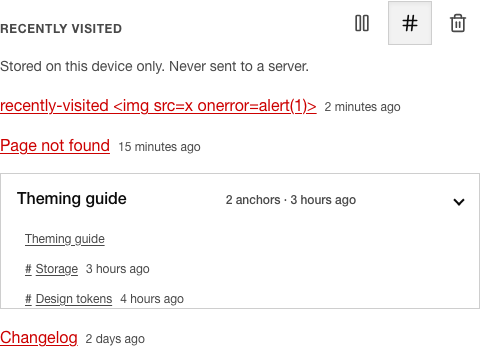 RECENTLY VISITED #
Stored on this device only. Never sent to a server.
recently-visited <img src=x onerror=alert(1)> 2 minutes ago
Page not found 15 minutes ago
Theming guide 2 anchors · 3 hours ago
Theming guide
# Storage 3 hours ago
# Design tokens 4 hours ago
Changelog 2 days ago